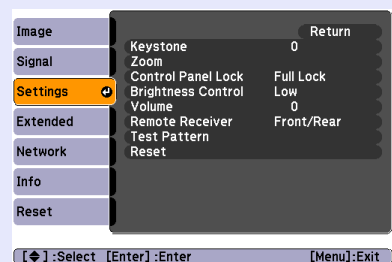 Image
Signal
Settings
Extended
Network
Info
Reset
Return
Keystone 0
Zoom
Control Panel Lock Full Lock
Brightness Control Low
Volume 0
Remote Receiver Front/Rear
Test Pattern
Reset
[◆] :Select [Enter] :Enter [Menu]:Exit